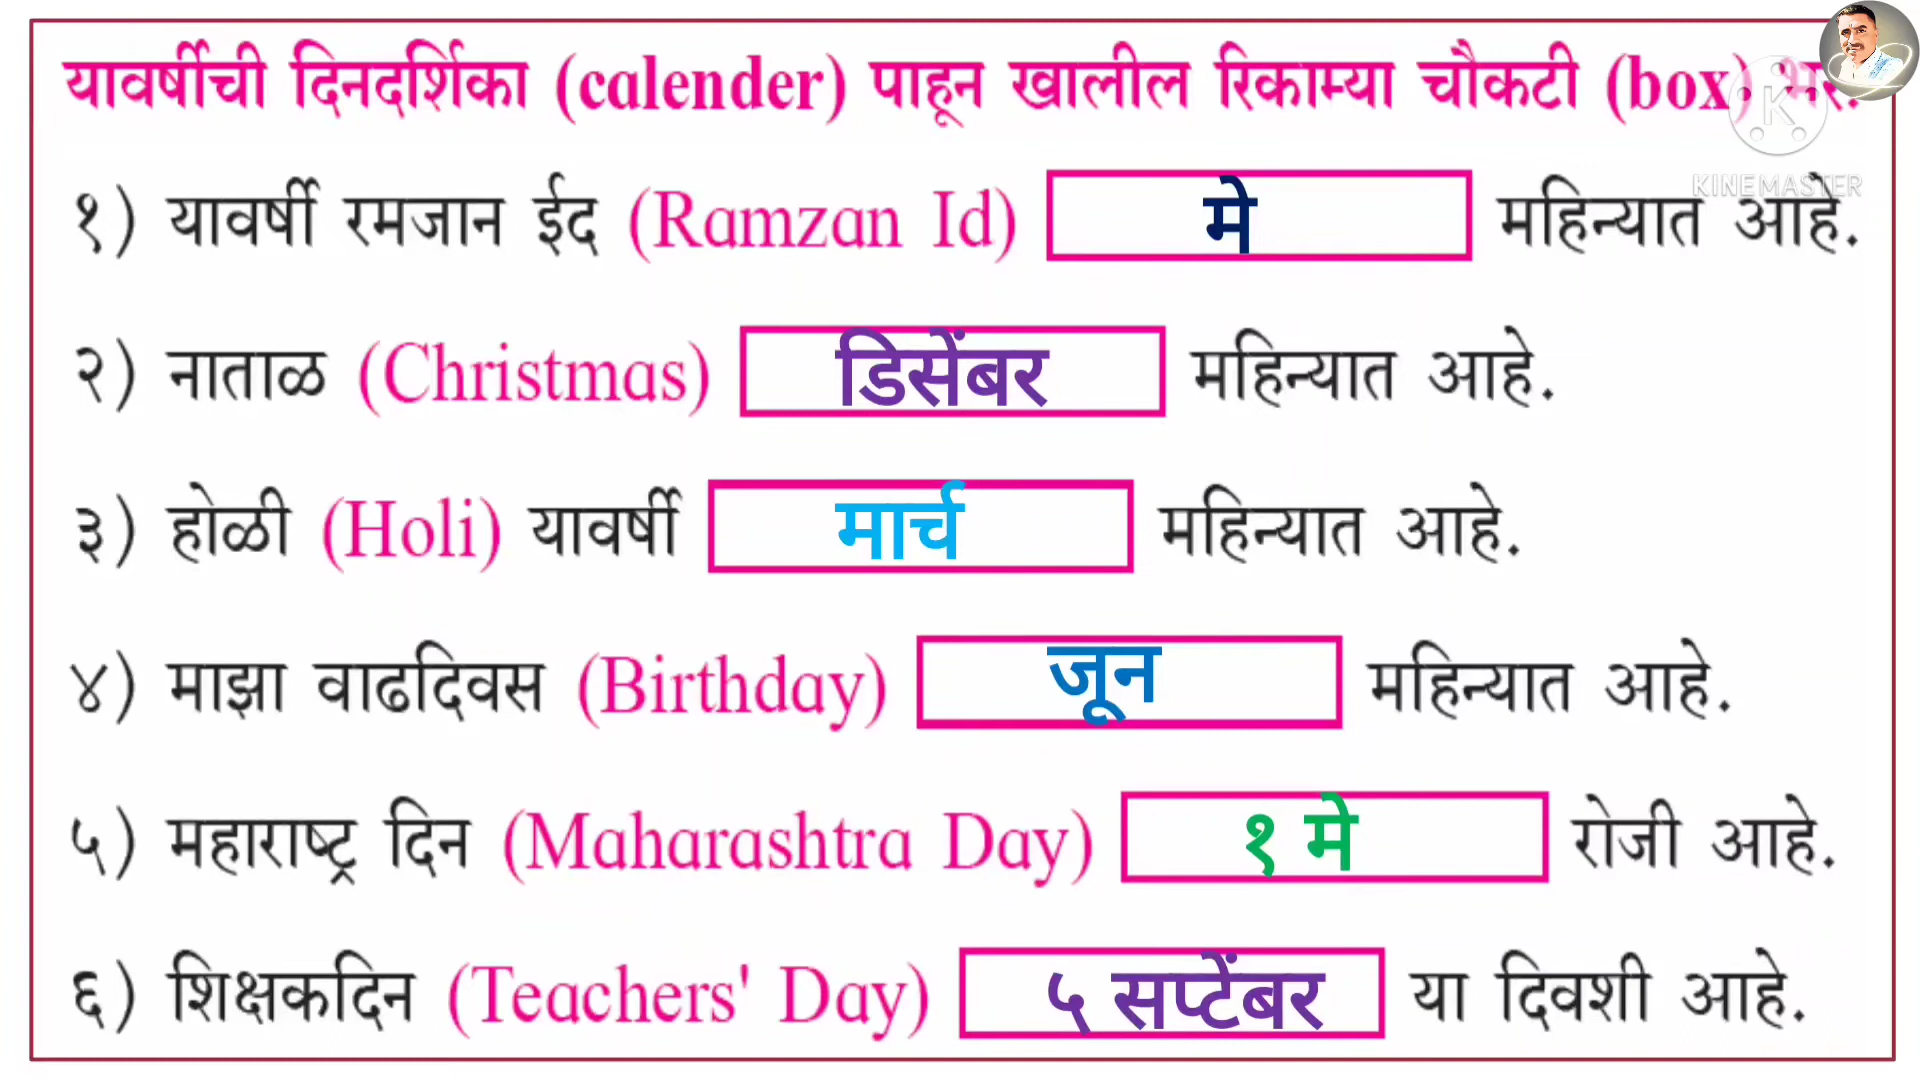 यावर्षीची दिनदर्शिका (calender) पाहून खालील रिकाम्या चौकटी (box)
KINEMASTER
१) यावर्षी रमजान ईद (Ramzan Id) मे महिन्यात आहे.
२) नाताळ (Christmas) डिसेंबर महिन्यात आहे.
३) होळी (Holi) यावर्षी मार्च महिन्यात आहे.
४) माझा वाढदिवस (Birthday) जून महिन्यात आहे.
५) महाराष्ट्र दिन (Maharashtra Day) १ मे रोजी आहे.
६) शिक्षकदिन (Teachers' Day) ५ सप्टेंबर या दिवशी आहे.